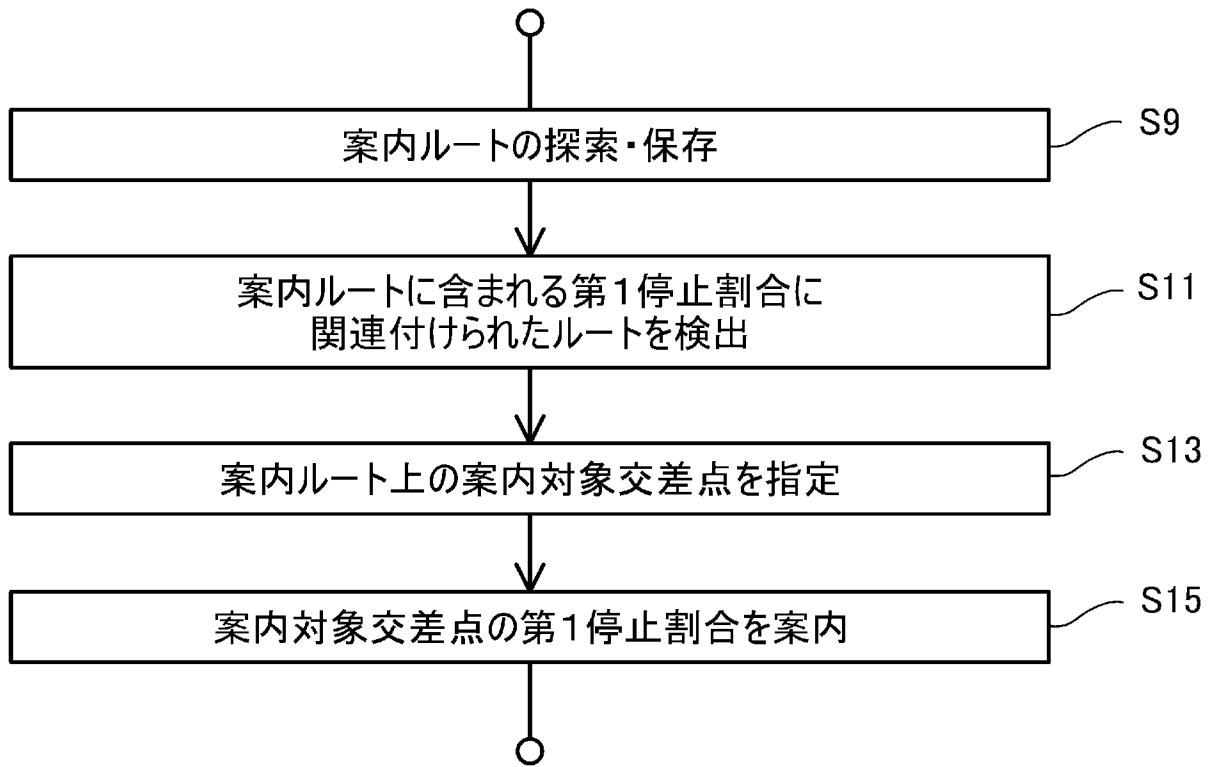 案内ルートの探索・保存
S9
案内ルートに含まれる第1停止割合に
関連付けられたルートを検出
S11
案内ルート上の案内対象交差点を指定
S13
案内対象交差点の第1停止割合を案内
S15